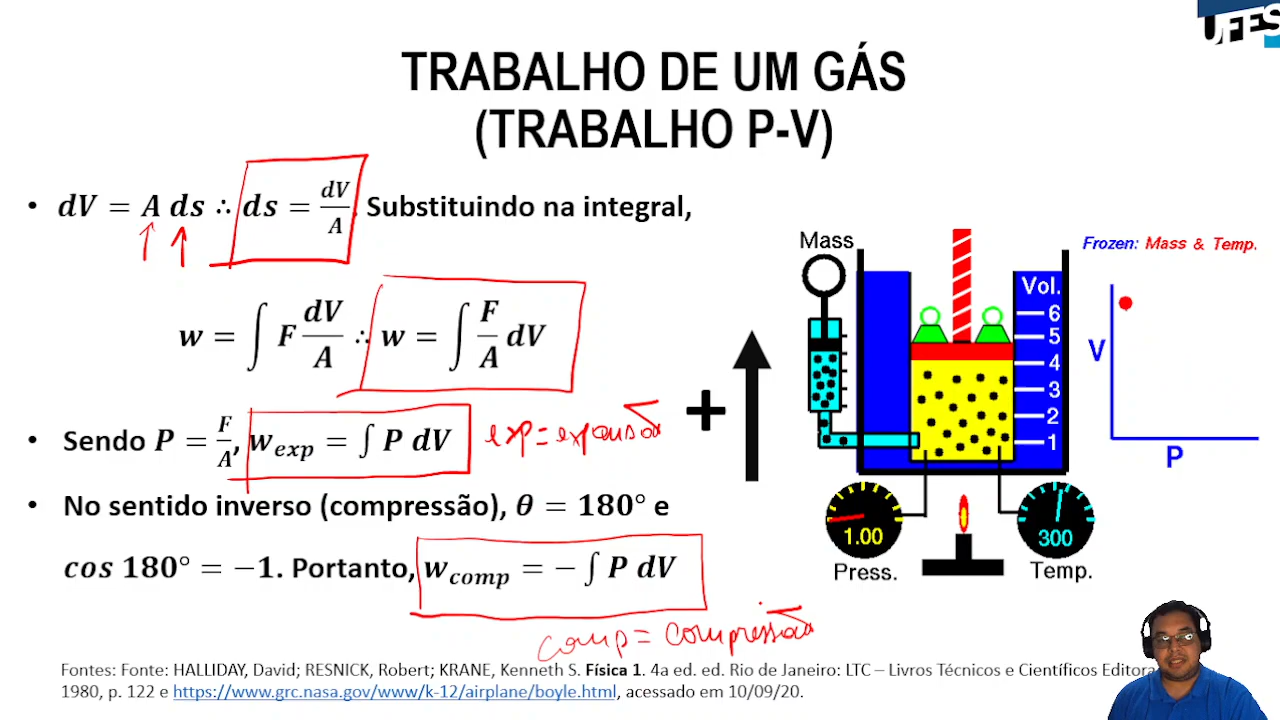 UFES
TRABALHO DE UM GÁS
(TRABALHO P-V)
• dV = A ds ∴ ds = dV/A. Substituindo na integral,
w = ∫ F dV/A ∴ w = ∫ F/A dV
• Sendo P = F/A, w_exp = ∫ P dV
exp = expansão
• No sentido inverso (compressão), θ = 180° e
cos 180° = −1. Portanto, w_comp = − ∫ P dV
comp = compressão
+
Mass
Vol.
6
5
4
3
2
1
1.00
Press.
300
Temp.
Frozen: Mass & Temp.
V
P
Fontes: Fonte: HALLIDAY, David; RESNICK, Robert; KRANE, Kenneth S. Física 1. 4a ed. ed. Rio de Janeiro: LTC – Livros Técnicos e Científicos Editora
1980, p. 122 e https://www.grc.nasa.gov/www/k-12/airplane/boyle.html, acessado em 10/09/20.